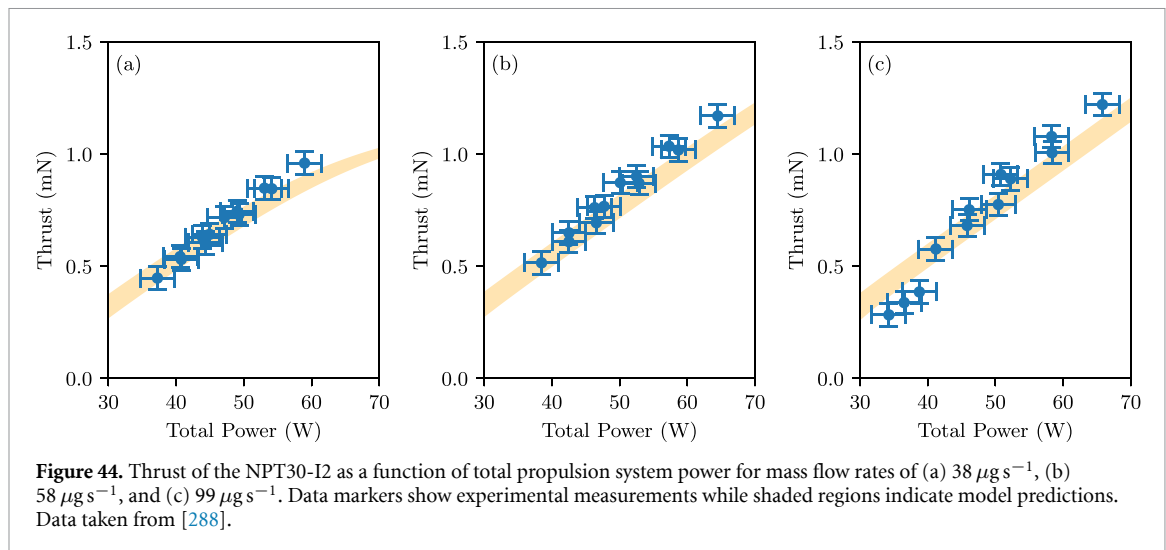 (a)
1.5
1.0
0.5
0.0
Thrust (mN)
30 40 50 60 70
Total Power (W)
(b)
1.5
1.0
0.5
0.0
Thrust (mN)
30 40 50 60 70
Total Power (W)
(c)
1.5
1.0
0.5
0.0
Thrust (mN)
30 40 50 60 70
Total Power (W)
Figure 44. Thrust of the NPT30-I2 as a function of total propulsion system power for mass flow rates of (a) 38 μg s⁻¹, (b)
58 μg s⁻¹, and (c) 99 μg s⁻¹. Data markers show experimental measurements while shaded regions indicate model predictions.
Data taken from [288].